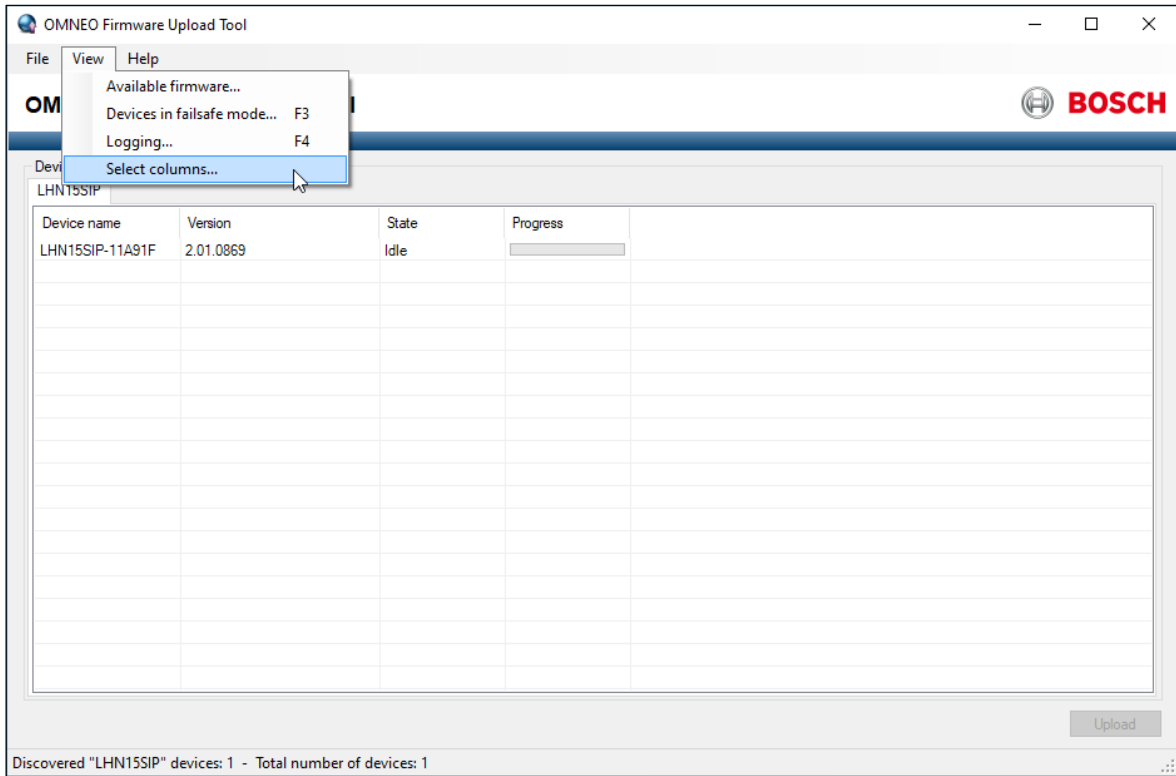 OMNEO Firmware Upload Tool
File View Help
Available firmware...
OM
Devices in failsafe mode... F3
BOSCH
Logging... F4
Devi
Select columns...
LHN15SIP
Device name Version State Progress
LHN15SIP-11A91F 2.01.0869 Idle
Upload
Discovered "LHN15SIP" devices: 1 - Total number of devices: 1